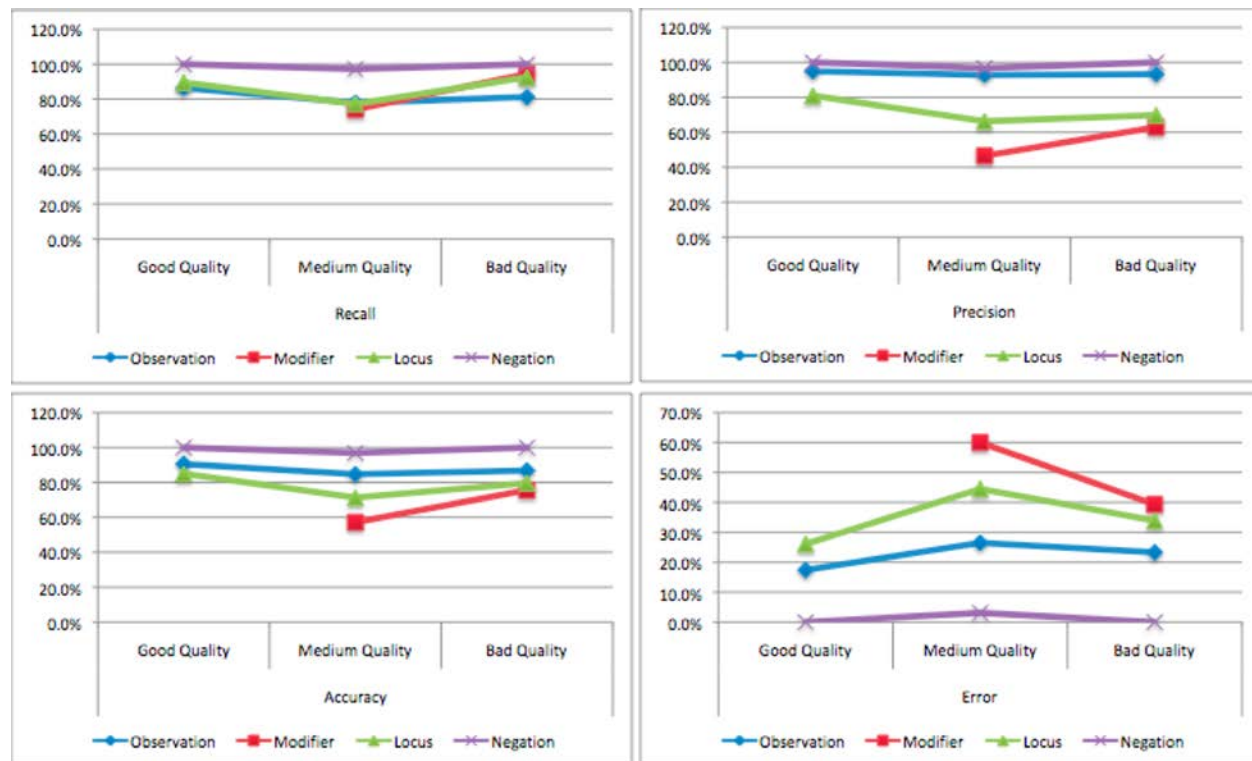 120.0%
100.0%
80.0%
60.0%
40.0%
20.0%
0.0%
Good Quality Medium Quality Bad Quality
Recall
Observation Modifier Locus Negation
120.0%
100.0%
80.0%
60.0%
40.0%
20.0%
0.0%
Good Quality Medium Quality Bad Quality
Precision
Observation Modifier Locus Negation
120.0%
100.0%
80.0%
60.0%
40.0%
20.0%
0.0%
Good Quality Medium Quality Bad Quality
Accuracy
Observation Modifier Locus Negation
70.0%
60.0%
50.0%
40.0%
30.0%
20.0%
10.0%
0.0%
Good Quality Medium Quality Bad Quality
Error
Observation Modifier Locus Negation